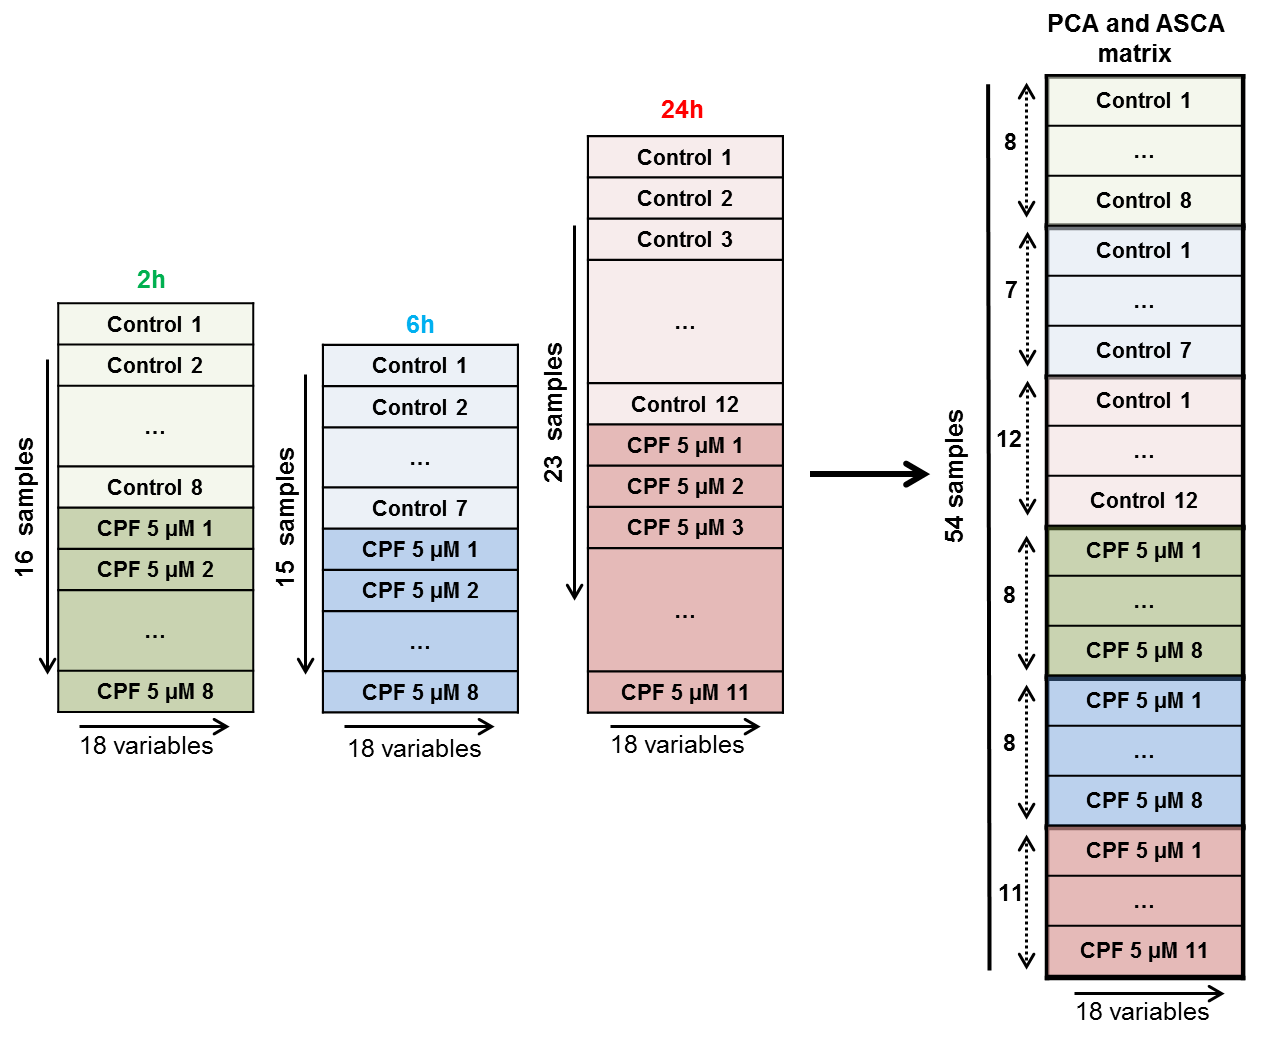 2h
Control 1
Control 2
...
Control 8
CPF 5 µM 1
CPF 5 µM 2
...
CPF 5 µM 8
16 samples
18 variables
6h
Control 1
Control 2
...
Control 7
CPF 5 µM 1
CPF 5 µM 2
...
CPF 5 µM 8
15 samples
18 variables
24h
Control 1
Control 2
Control 3
...
Control 12
CPF 5 µM 1
CPF 5 µM 2
CPF 5 µM 3
...
CPF 5 µM 11
23 samples
18 variables
PCA and ASCA
matrix
54 samples
8
Control 1
...
Control 8
7
Control 1
...
Control 7
12
Control 1
...
Control 12
8
CPF 5 µM 1
...
CPF 5 µM 8
8
CPF 5 µM 1
...
CPF 5 µM 8
11
CPF 5 µM 1
...
CPF 5 µM 11
18 variables